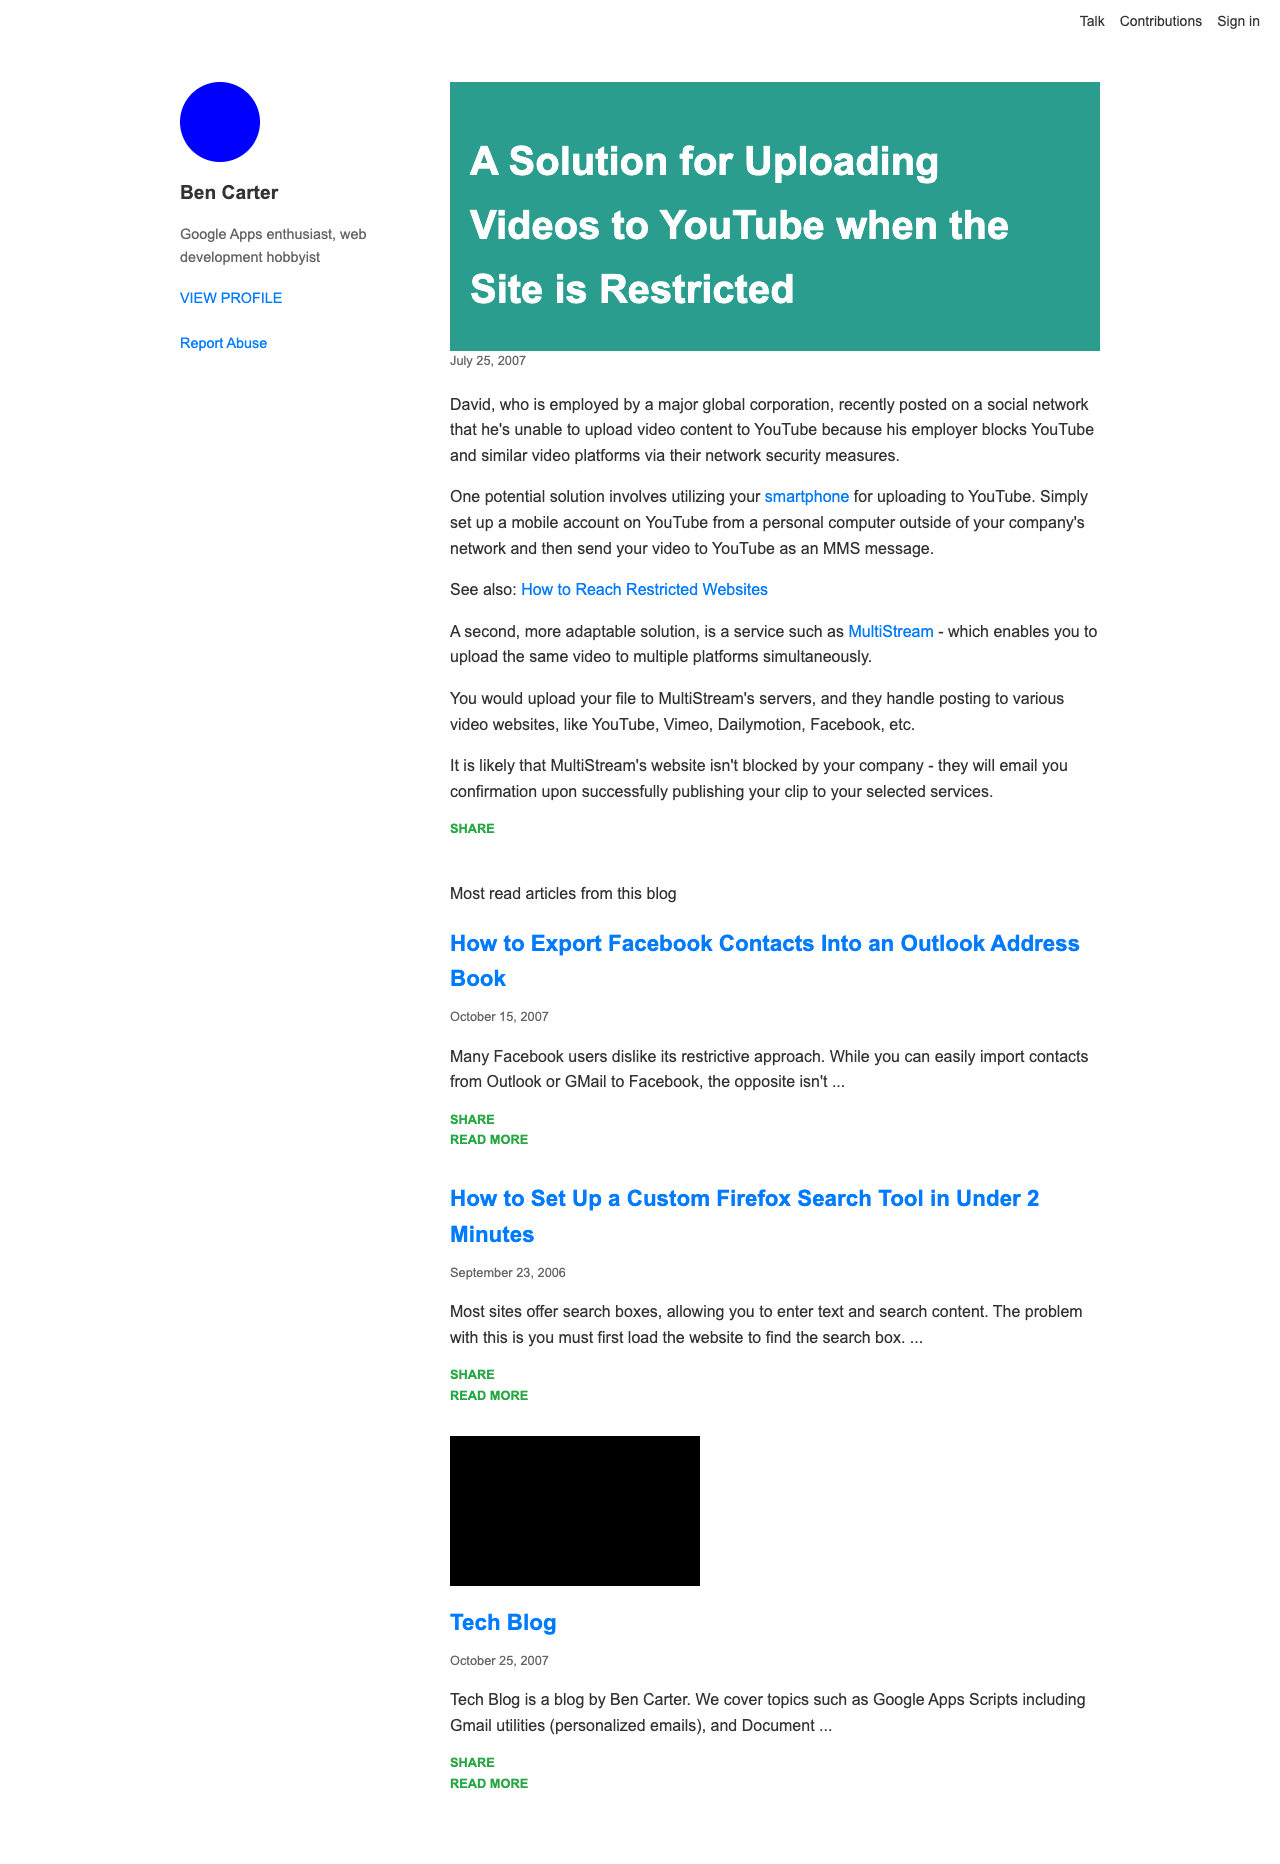 Talk Contributions Sign in
Ben Carter
Google Apps enthusiast, web
development hobbyist
VIEW PROFILE
Report Abuse
A Solution for Uploading
Videos to YouTube when the
Site is Restricted
July 25, 2007
David, who is employed by a major global corporation, recently posted on a social network
that he's unable to upload video content to YouTube because his employer blocks YouTube
and similar video platforms via their network security measures.
One potential solution involves utilizing your smartphone for uploading to YouTube. Simply
set up a mobile account on YouTube from a personal computer outside of your company's
network and then send your video to YouTube as an MMS message.
See also: How to Reach Restricted Websites
A second, more adaptable solution, is a service such as MultiStream - which enables you to
upload the same video to multiple platforms simultaneously.
You would upload your file to MultiStream's servers, and they handle posting to various
video websites, like YouTube, Vimeo, Dailymotion, Facebook, etc.
It is likely that MultiStream's website isn't blocked by your company - they will email you
confirmation upon successfully publishing your clip to your selected services.
SHARE
Most read articles from this blog
How to Export Facebook Contacts Into an Outlook Address
Book
October 15, 2007
Many Facebook users dislike its restrictive approach. While you can easily import contacts
from Outlook or GMail to Facebook, the opposite isn't ...
SHARE
READ MORE
How to Set Up a Custom Firefox Search Tool in Under 2
Minutes
September 23, 2006
Most sites offer search boxes, allowing you to enter text and search content. The problem
with this is you must first load the website to find the search box. ...
SHARE
READ MORE
Tech Blog
October 25, 2007
Tech Blog is a blog by Ben Carter. We cover topics such as Google Apps Scripts including
Gmail utilities (personalized emails), and Document ...
SHARE
READ MORE